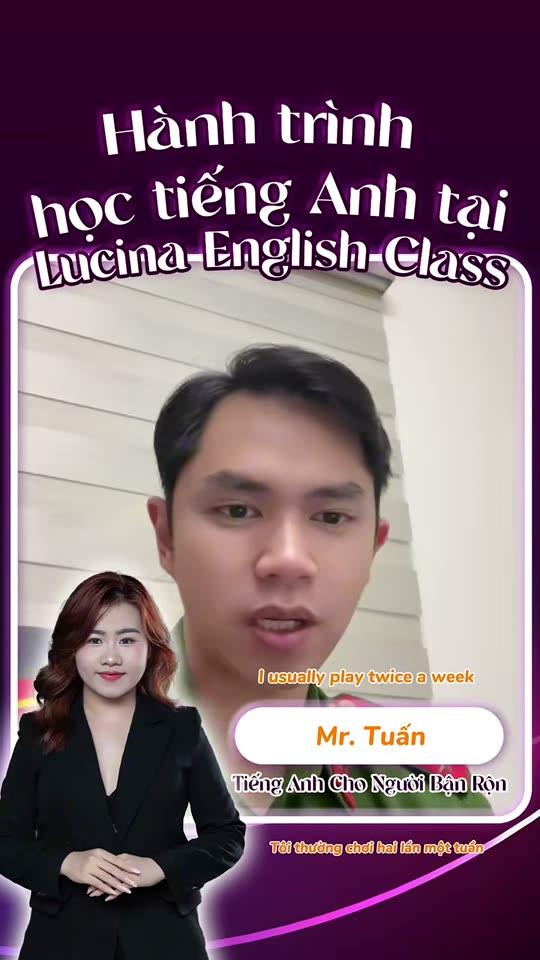 Hành trình
học tiếng Anh tại
Lucina English Class
I usually play twice a week
Mr. Tuấn
Tiếng Anh Cho Người Bận Rộn
Tôi thường chơi hai lần một tuần